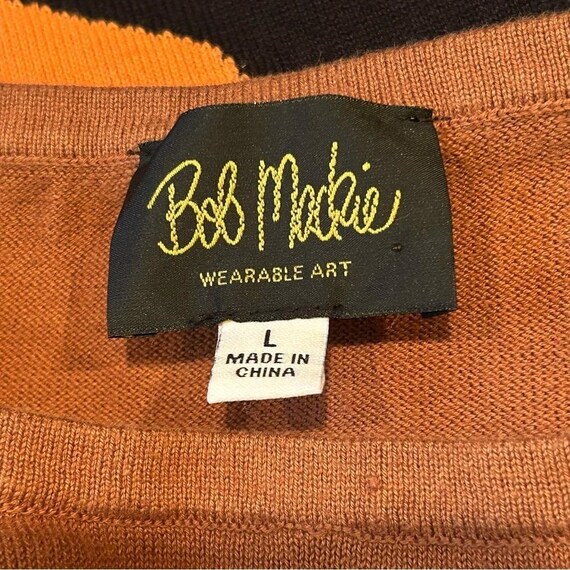 Bob Mackie
WEARABLE ART
L
MADE IN
CHINA